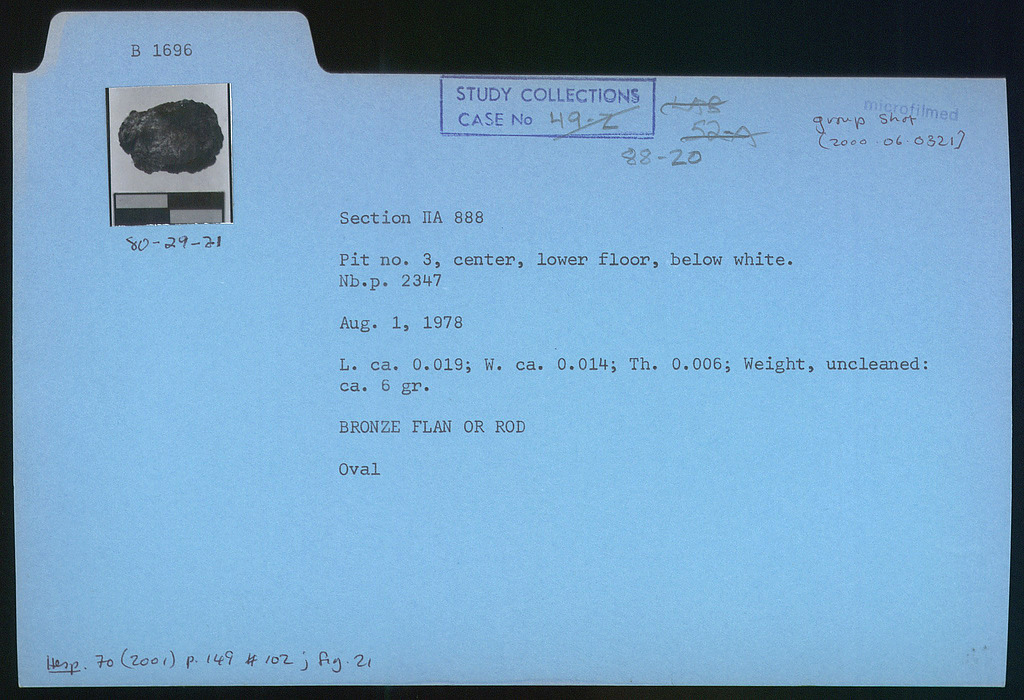 B 1696
STUDY COLLECTIONS
CASE No 49-Z
LAB
52-A
88-20
microfilmed
group shot
(2000.06.0321)
80-29-21
Section ΠA 888
Pit no. 3, center, lower floor, below white.
Nb.p. 2347
Aug. 1, 1978
L. ca. 0.019; W. ca. 0.014; Th. 0.006; Weight, uncleaned:
ca. 6 gr.
BRONZE FLAN OR ROD
Oval
Hesp. 70 (2001) p. 149 # 102; fig. 21